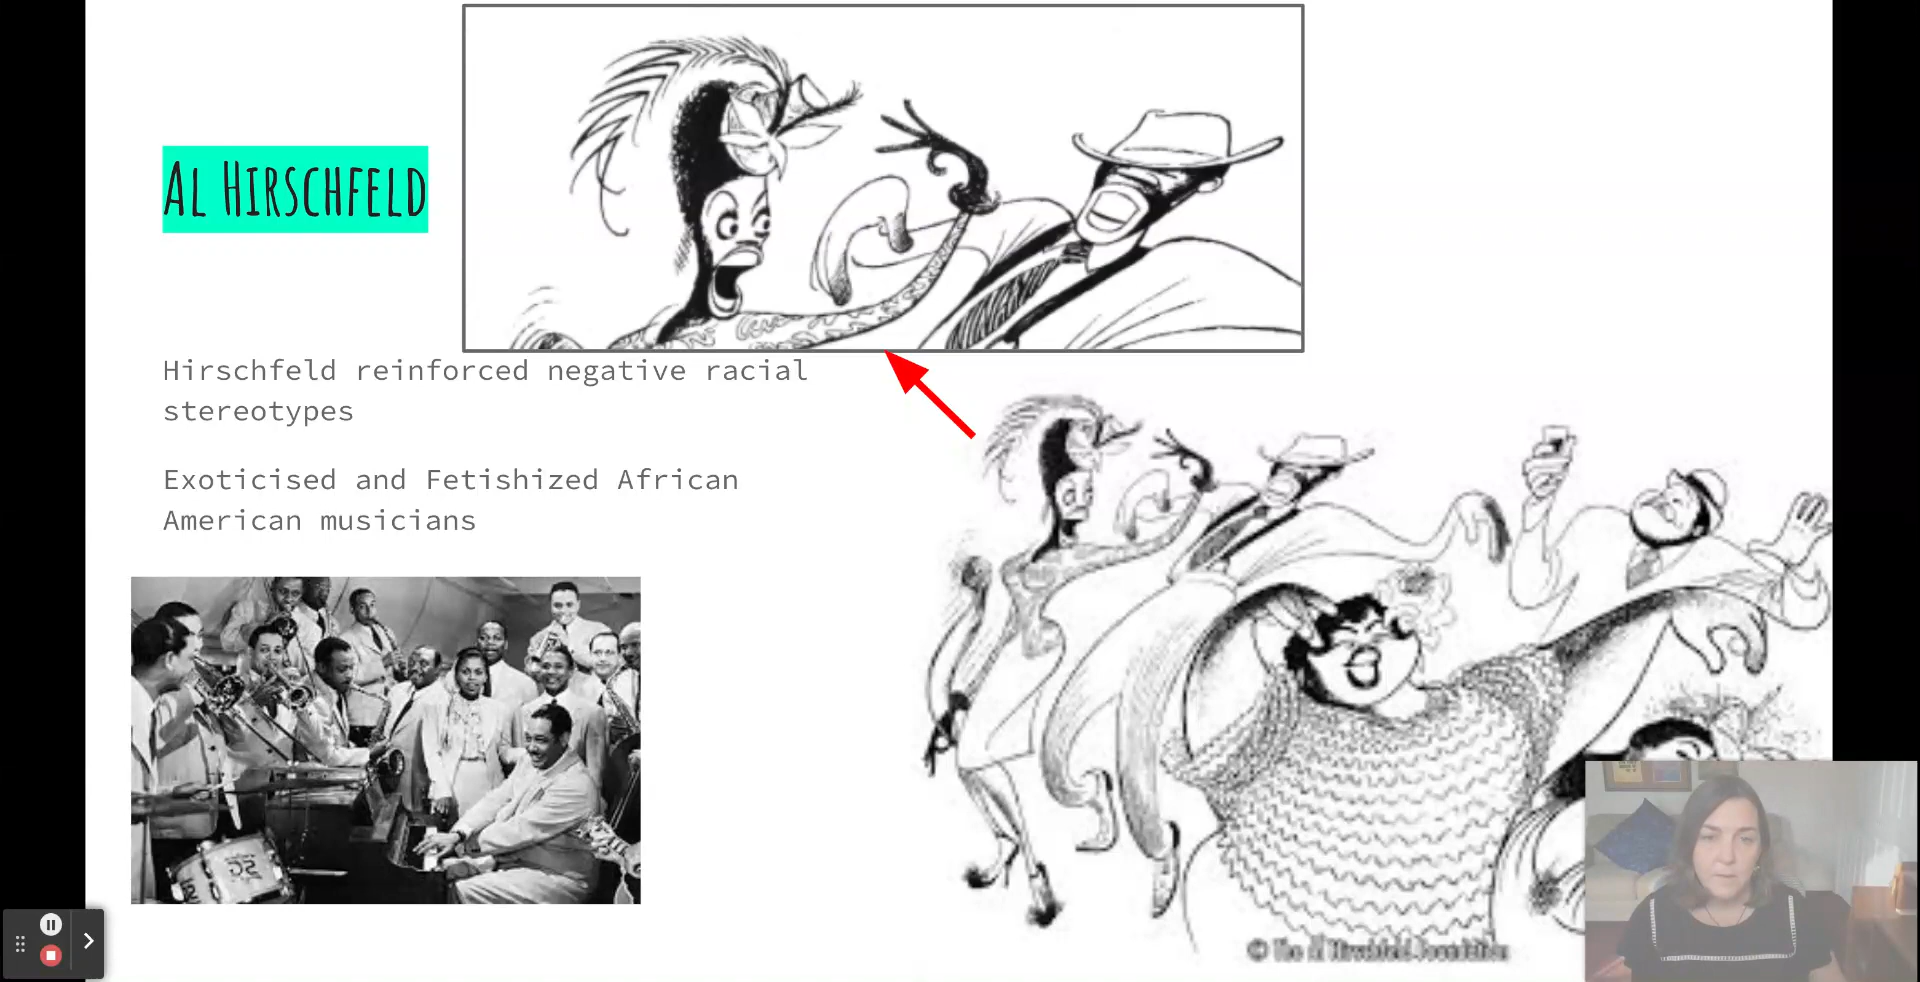 AL HIRSCHFELD
Hirschfeld reinforced negative racial
stereotypes
Exoticised and Fetishized African
American musicians
© The Al Hirschfeld Foundation